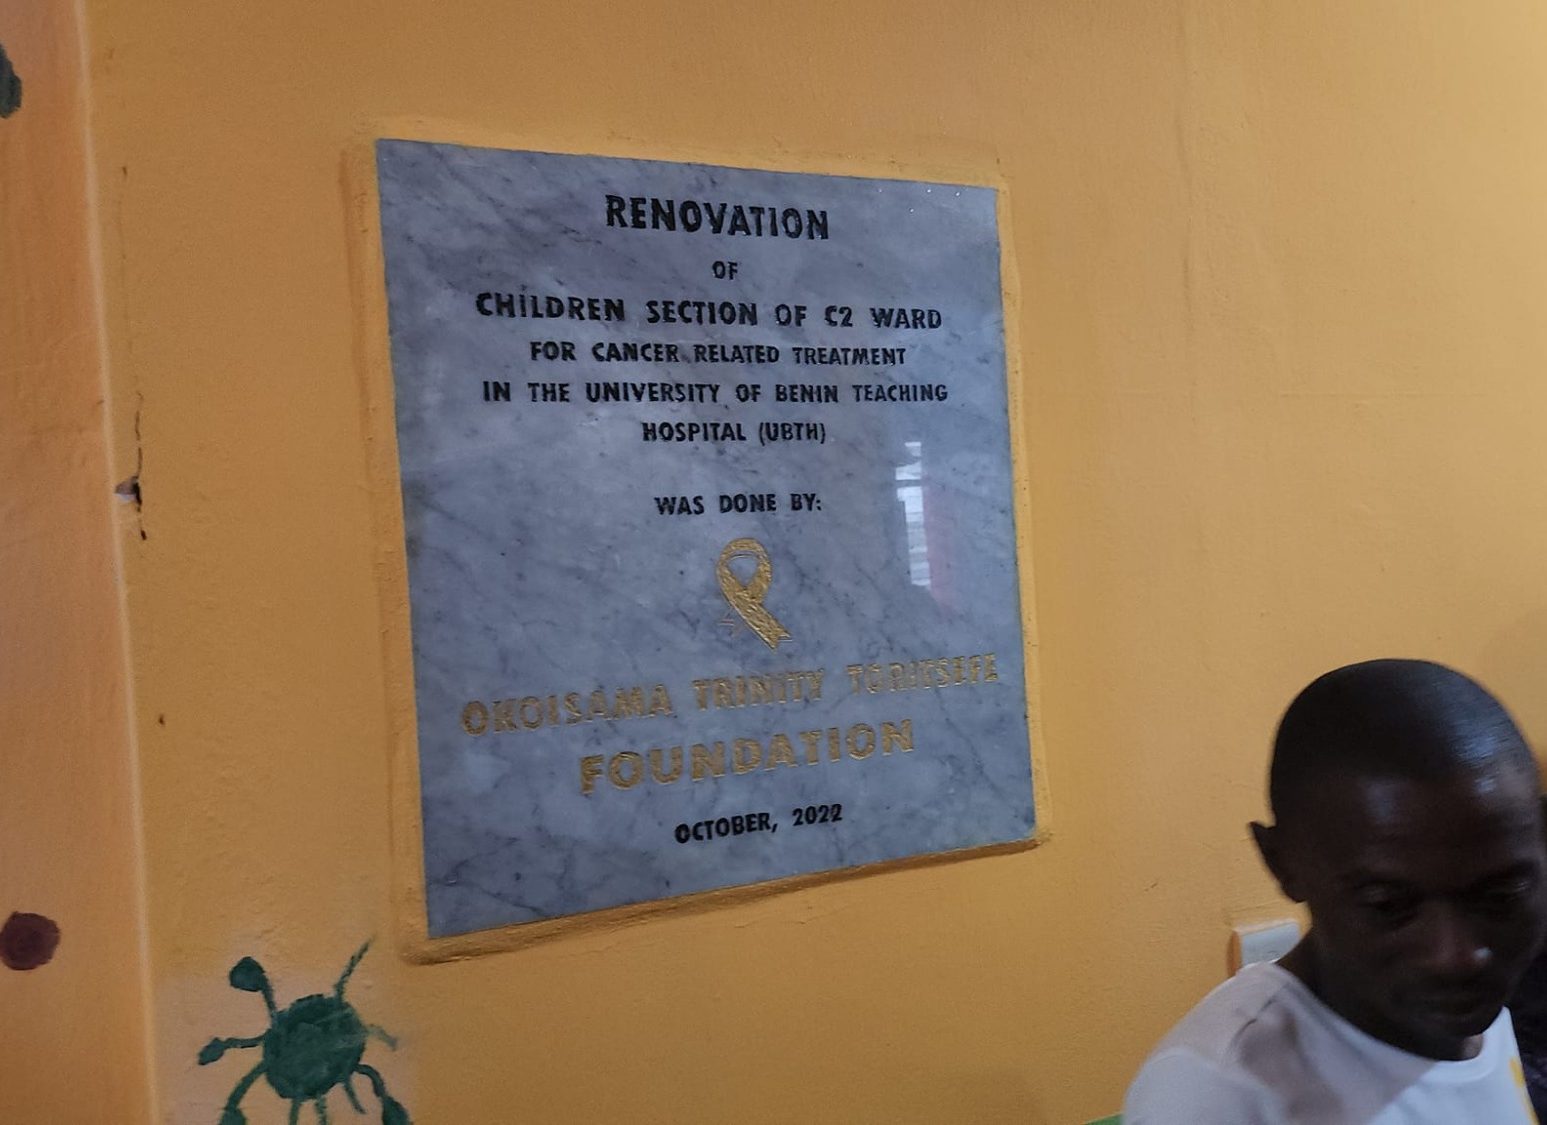 RENOVATION
OF
CHILDREN SECTION OF C2 WARD
FOR CANCER RELATED TREATMENT
IN THE UNIVERSITY OF BENIN TEACHING
HOSPITAL (UBTH)
WAS DONE BY:
OKOISAMA TRINITY TORIKSEFE
FOUNDATION
OCTOBER, 2022